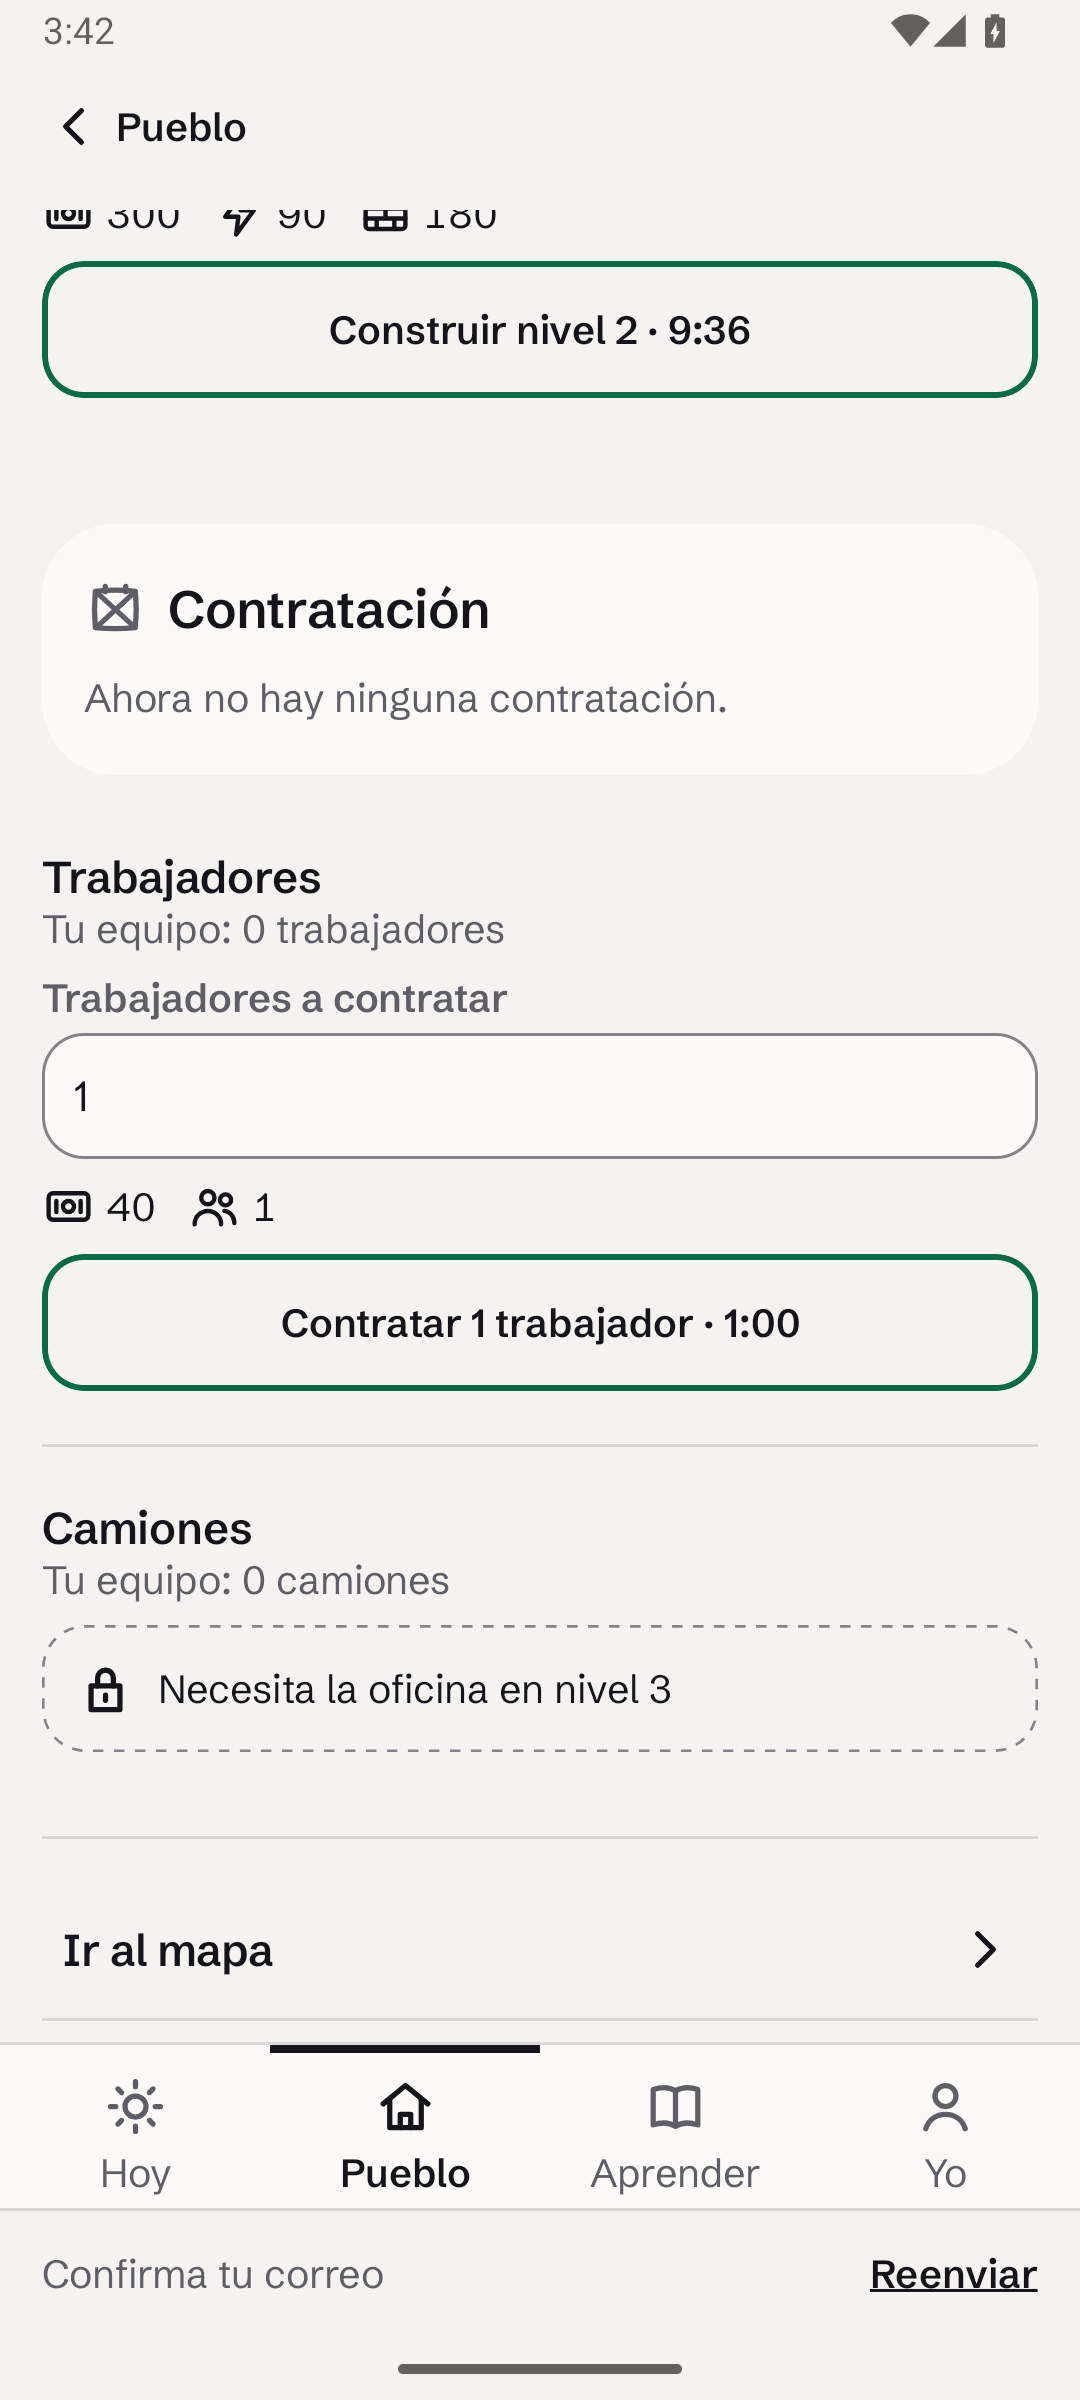 3:42
Pueblo
300 90 180
Construir nivel 2 · 9:36
Contratación
Ahora no hay ninguna contratación.
Trabajadores
Tu equipo: 0 trabajadores
Trabajadores a contratar
1
40 1
Contratar 1 trabajador · 1:00
Camiones
Tu equipo: 0 camiones
Necesita la oficina en nivel 3
Ir al mapa
Hoy Pueblo Aprender Yo
Confirma tu correo Reenviar